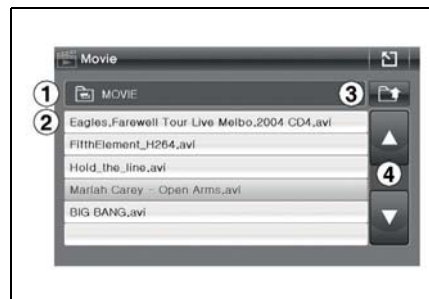 Movie
1 MOVIE 3
2 Eagles,Farewell Tour Live Melbo,2004 CD4,avi
FifthElement_H264,avi
Hold_the_line,avi
4
Mariah Carey - Open Arms,avi
BIG BANG,avi